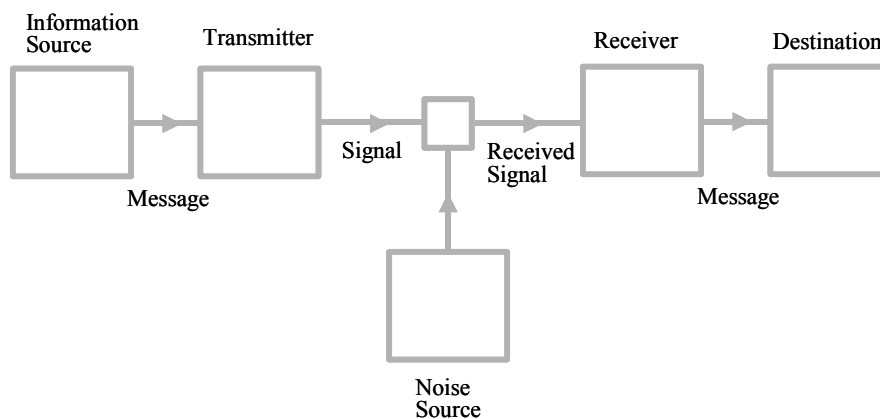 Information
Source
Transmitter
Receiver
Destination
Signal
Received
Signal
Message
Message
Noise
Source